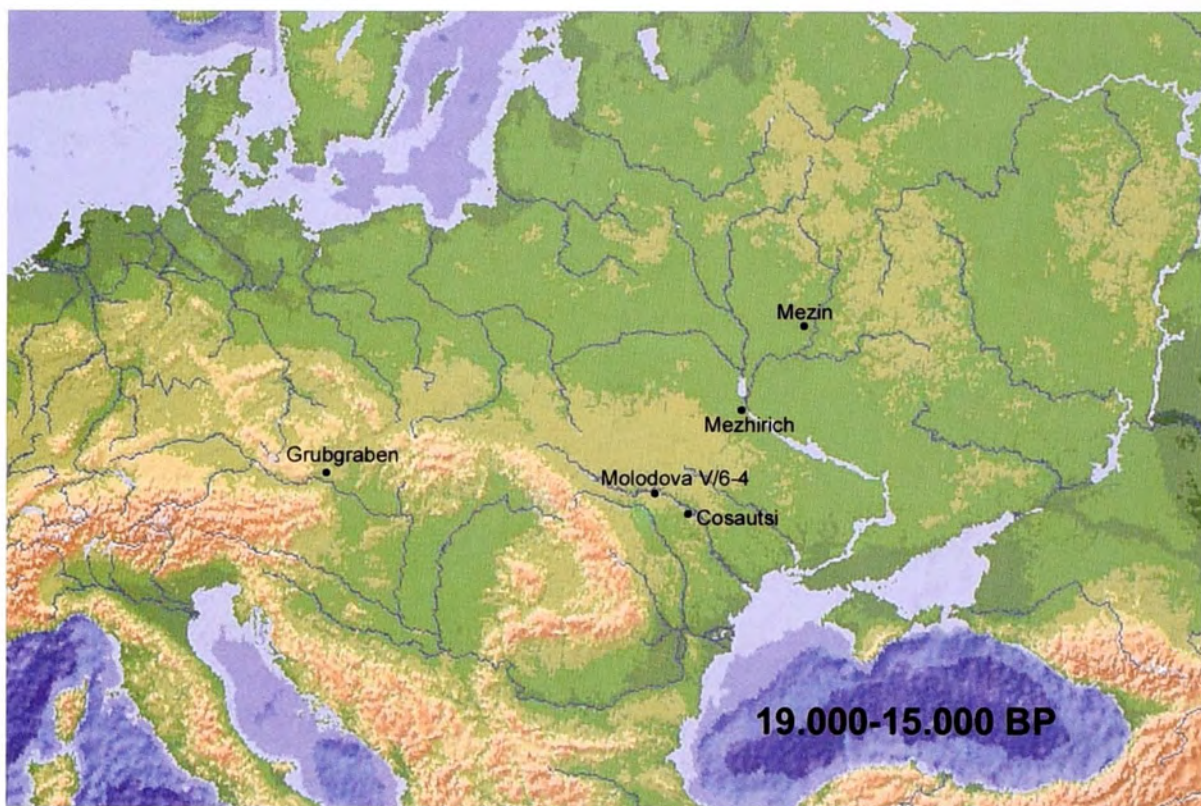 Mezin
Mezhirich
Grubgraben
Molodova V/6-4
Cosautsi
19.000-15.000 BP